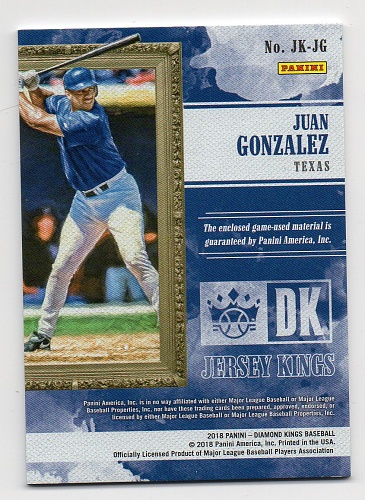 No. JK-JG
PANINI
JUAN
GONZALEZ
TEXAS
The enclosed game-used material is
guaranteed by Panini America, Inc.
DK
JERSEY KINGS
Panini America, Inc. is in no way affiliated with either Major League Baseball or Major League
Baseball Properties, Inc. nor have these trading cards been prepared, approved, endorsed, or
licensed by either Major League Baseball or Major League Baseball Properties, Inc.
2018 PANINI – DIAMOND KINGS BASEBALL
© 2018 Panini America, Inc. Printed in the USA.
Officially Licensed Product of Major League Baseball Players Association